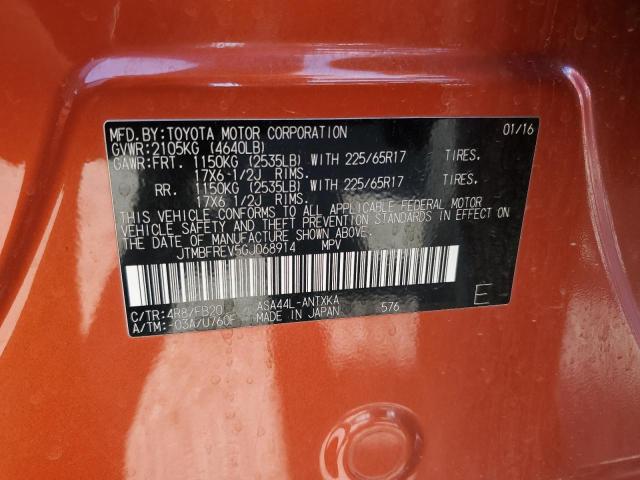 MFD. BY: TOYOTA MOTOR CORPORATION 01/16
GVWR: 2105KG (4640LB)
GAWR: FRT. 1150KG (2535LB) WITH 225/65R17 TIRES.
17X6 1/2J RIMS.
RR. 1150KG (2535LB) WITH 225/65R17 TIRES.
17X6 1/2J RIMS.
THIS VEHICLE CONFORMS TO ALL APPLICABLE FEDERAL MOTOR
VEHICLE SAFETY AND THEFT PREVENTION STANDARDS IN EFFECT ON
THE DATE OF MANUFACTURE SHOWN ABOVE.
JTMBFREV5GJ068914 MPV
C/TR: 4R8/FB20 ASA44L-ANTXKA 576 E
A/TM: -03A/U760F MADE IN JAPAN